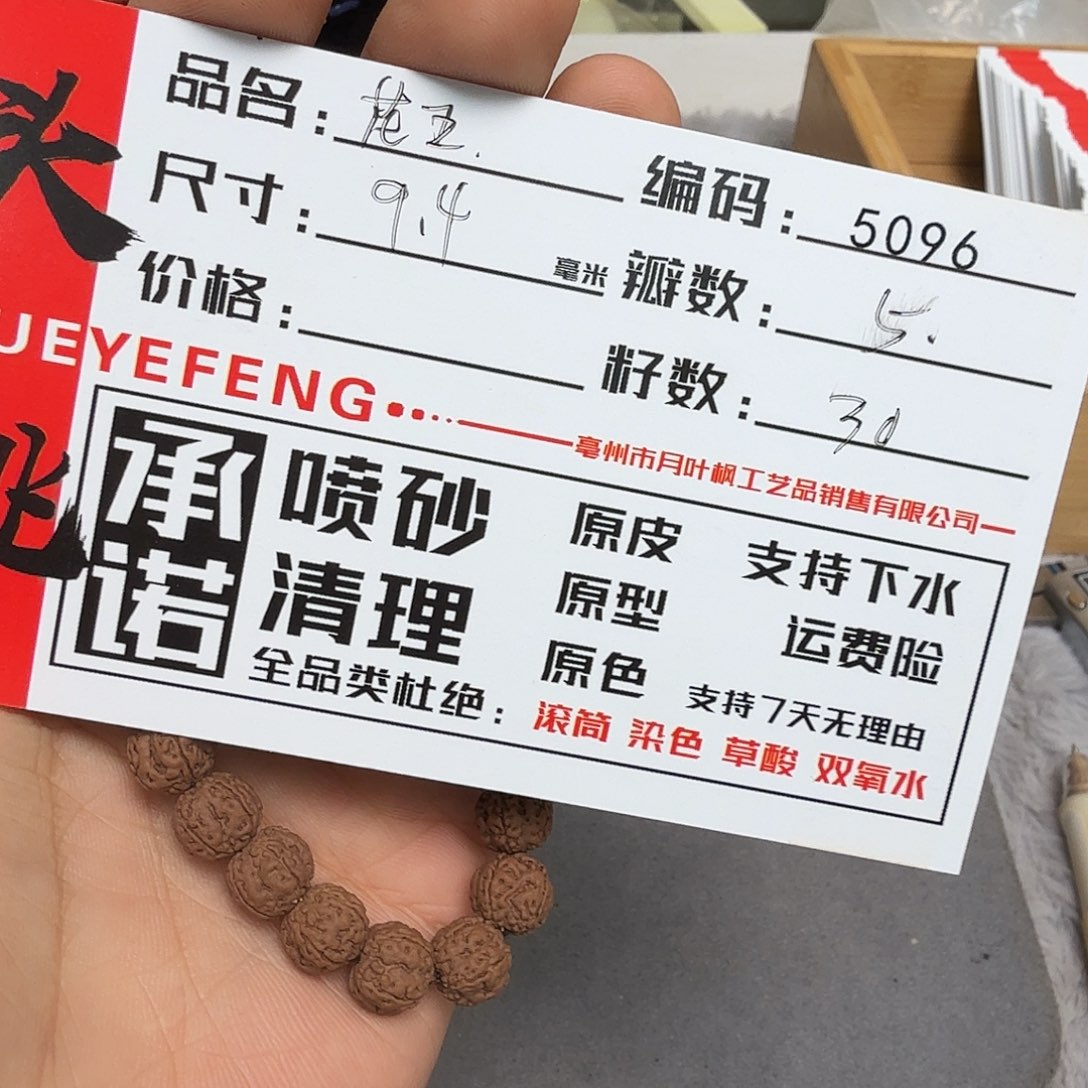 头
品名：苍王.
编码：5096
尺寸：9.4毫米
瓣数：5.
价格：
籽数：30
UEYEFENG
亳州市月叶枫工艺品销售有限公司
承诺
喷砂清理
原皮
原型
原色
支持下水
运费险
支持7天无理由
全品类杜绝：滚筒 染色 草酸 双氧水